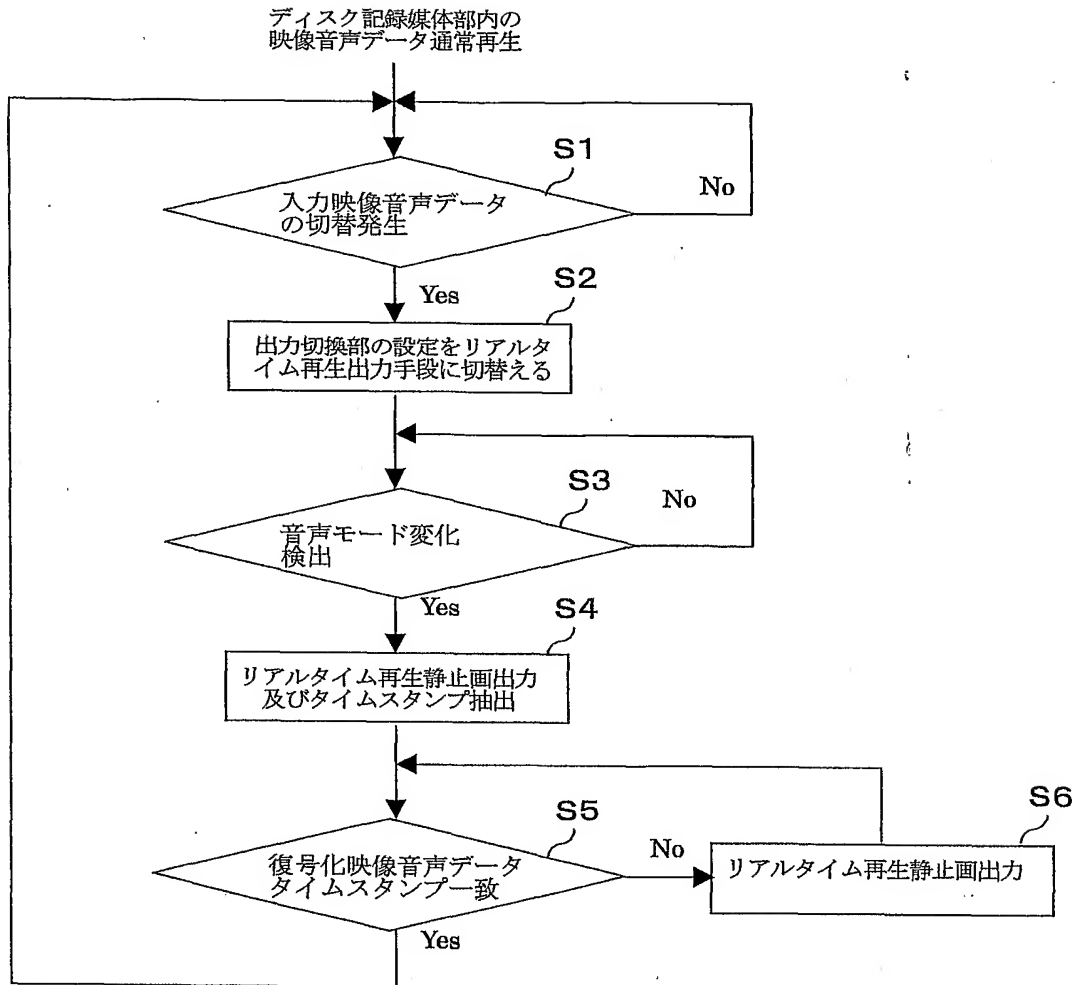 ディスク記録媒体部内の
映像音声データ通常再生
S1
入力映像音声データ
の切替発生
No
Yes
S2
出力切換部の設定をリアルタ
イム再生出力手段に切替える
S3
音声モード変化
検出
No
Yes
S4
リアルタイム再生静止画出力
及びタイムスタンプ抽出
S5
復号化映像音声データ
タイムスタンプ一致
No
S6
リアルタイム再生静止画出力
Yes